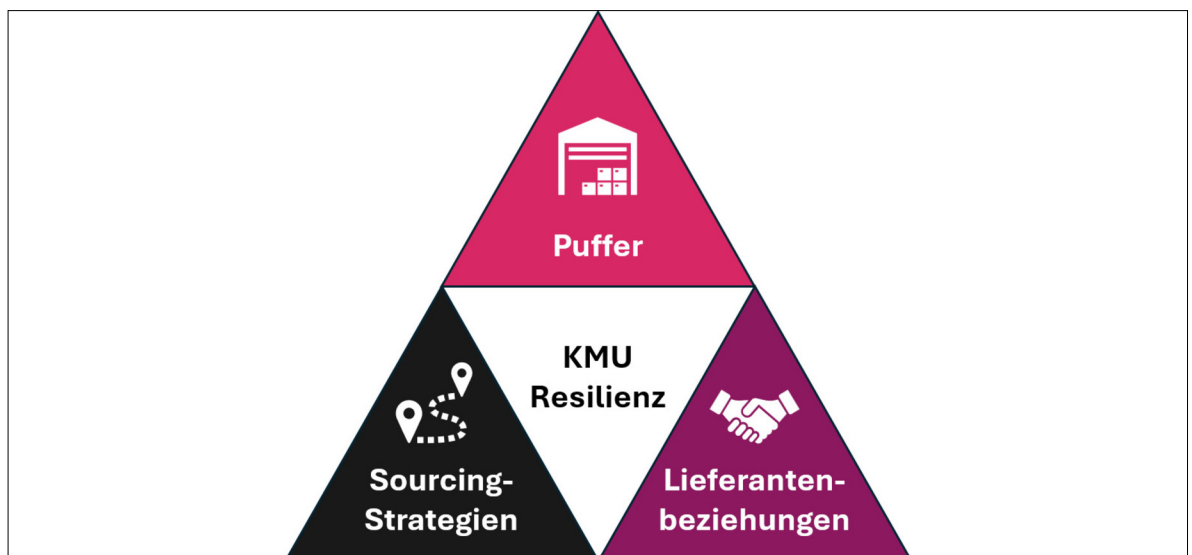 Puffer
KMU
Resilienz
Sourcing-
Strategien
Lieferanten-
beziehungen